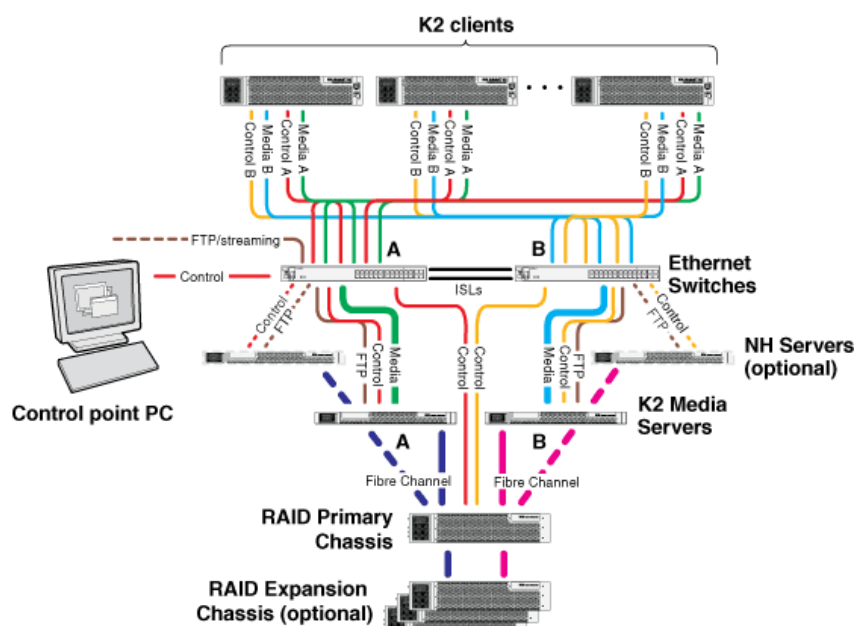 K2 clients
Control B
Media B
Control A
Media A
Control B
Media B
Control A
Media A
Control B
Media B
Control A
Media A
FTP/streaming
A
B
Control
ISLs
Ethernet
Switches
Control
FTP
FTP
Control
Media
Control
Control
Media
Control
FTP
FTP
Control
NH Servers
(optional)
Control point PC
K2 Media
Servers
A
B
Fibre Channel
Fibre Channel
RAID Primary
Chassis
RAID Expansion
Chassis (optional)